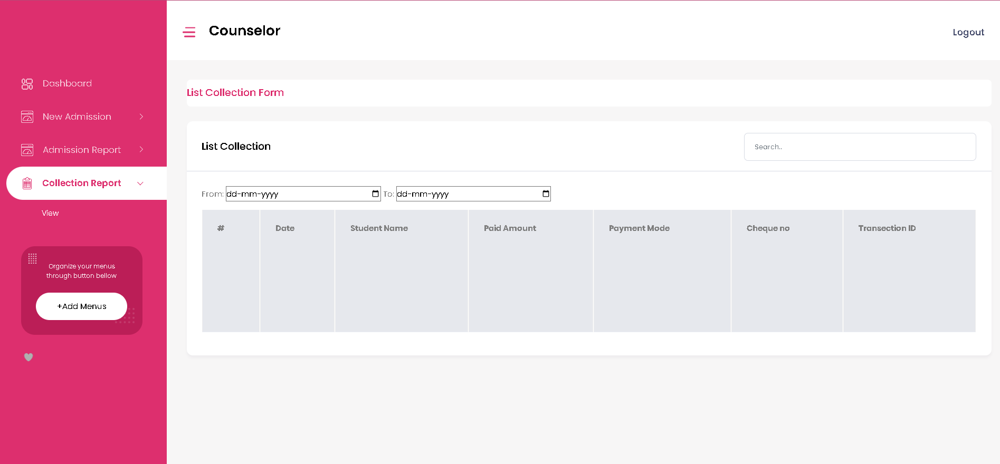 Counselor
Logout
Dashboard
New Admission
Admission Report
Collection Report
View
Organize your menus
through button bellow
+Add Menus
List Collection Form
List Collection
Search..
From: dd-mm-yyyy To: dd-mm-yyyy
# Date Student Name Paid Amount Payment Mode Cheque no Transection ID